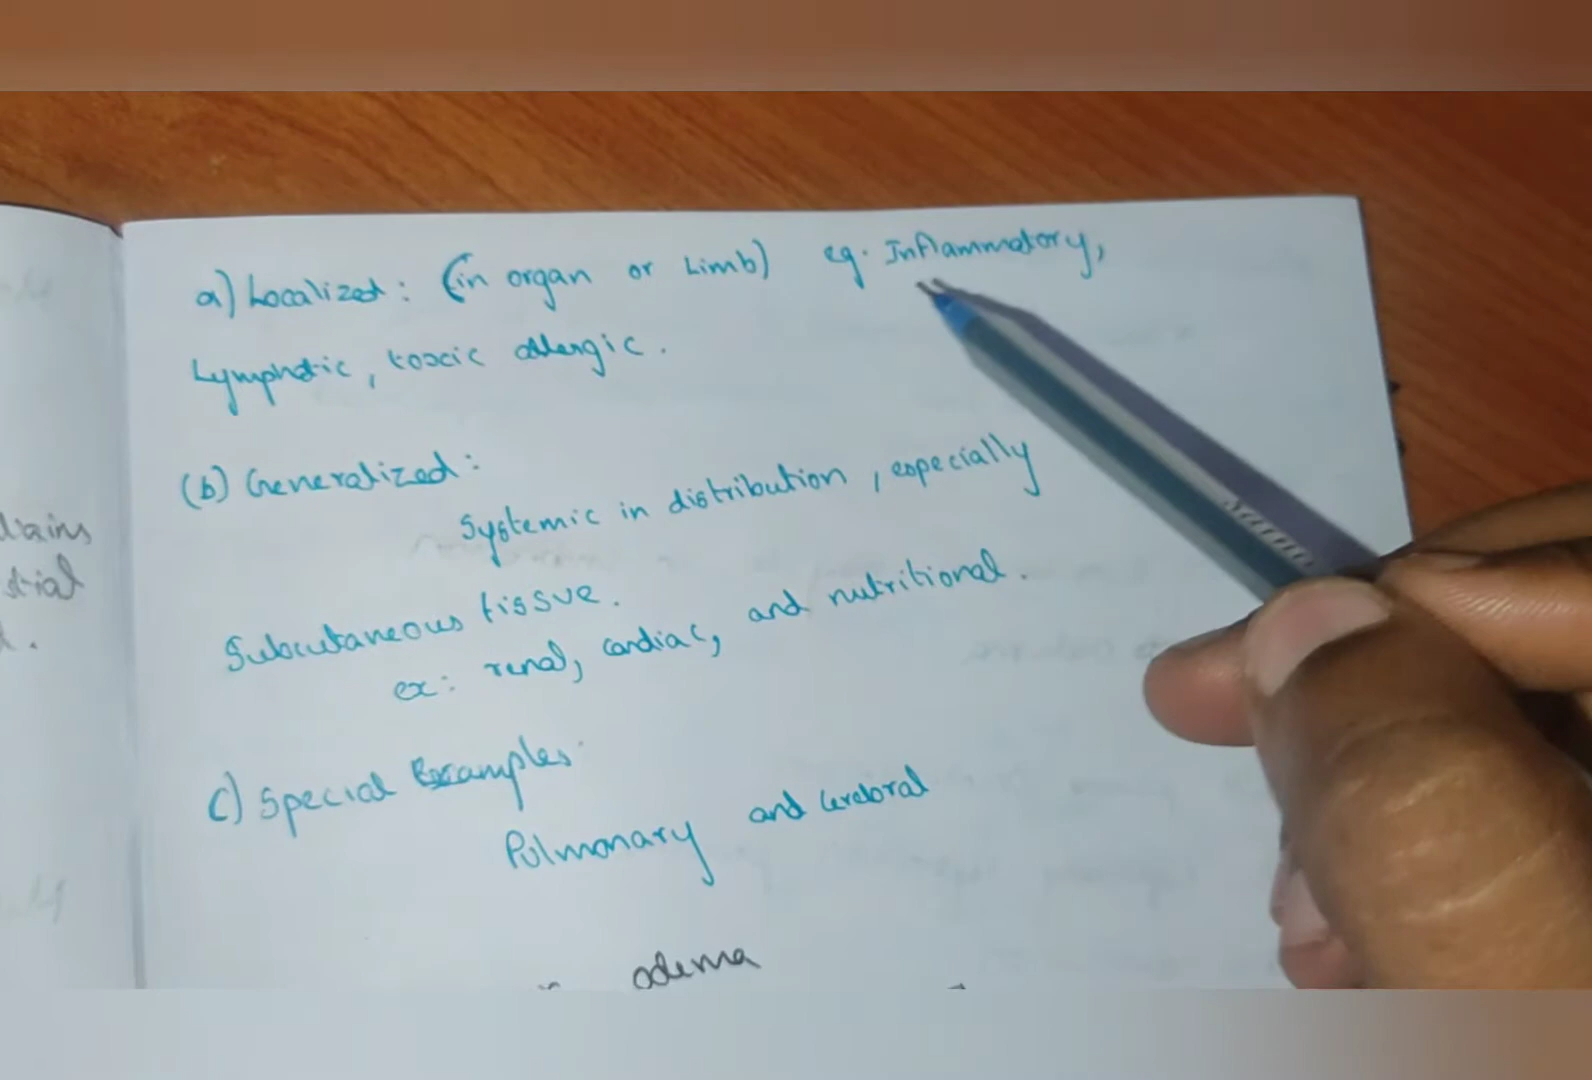 a) Localized: (in organ or Limb) eg. Inflammatory,
Lymphatic, toxic allergic.
(b) Generalized:
Systemic in distribution, especially
Subcutaneous tissue.
ex: renal, cardiac, and nutritional.
c) Special Examples:
Pulmonary and Cerebral
odema